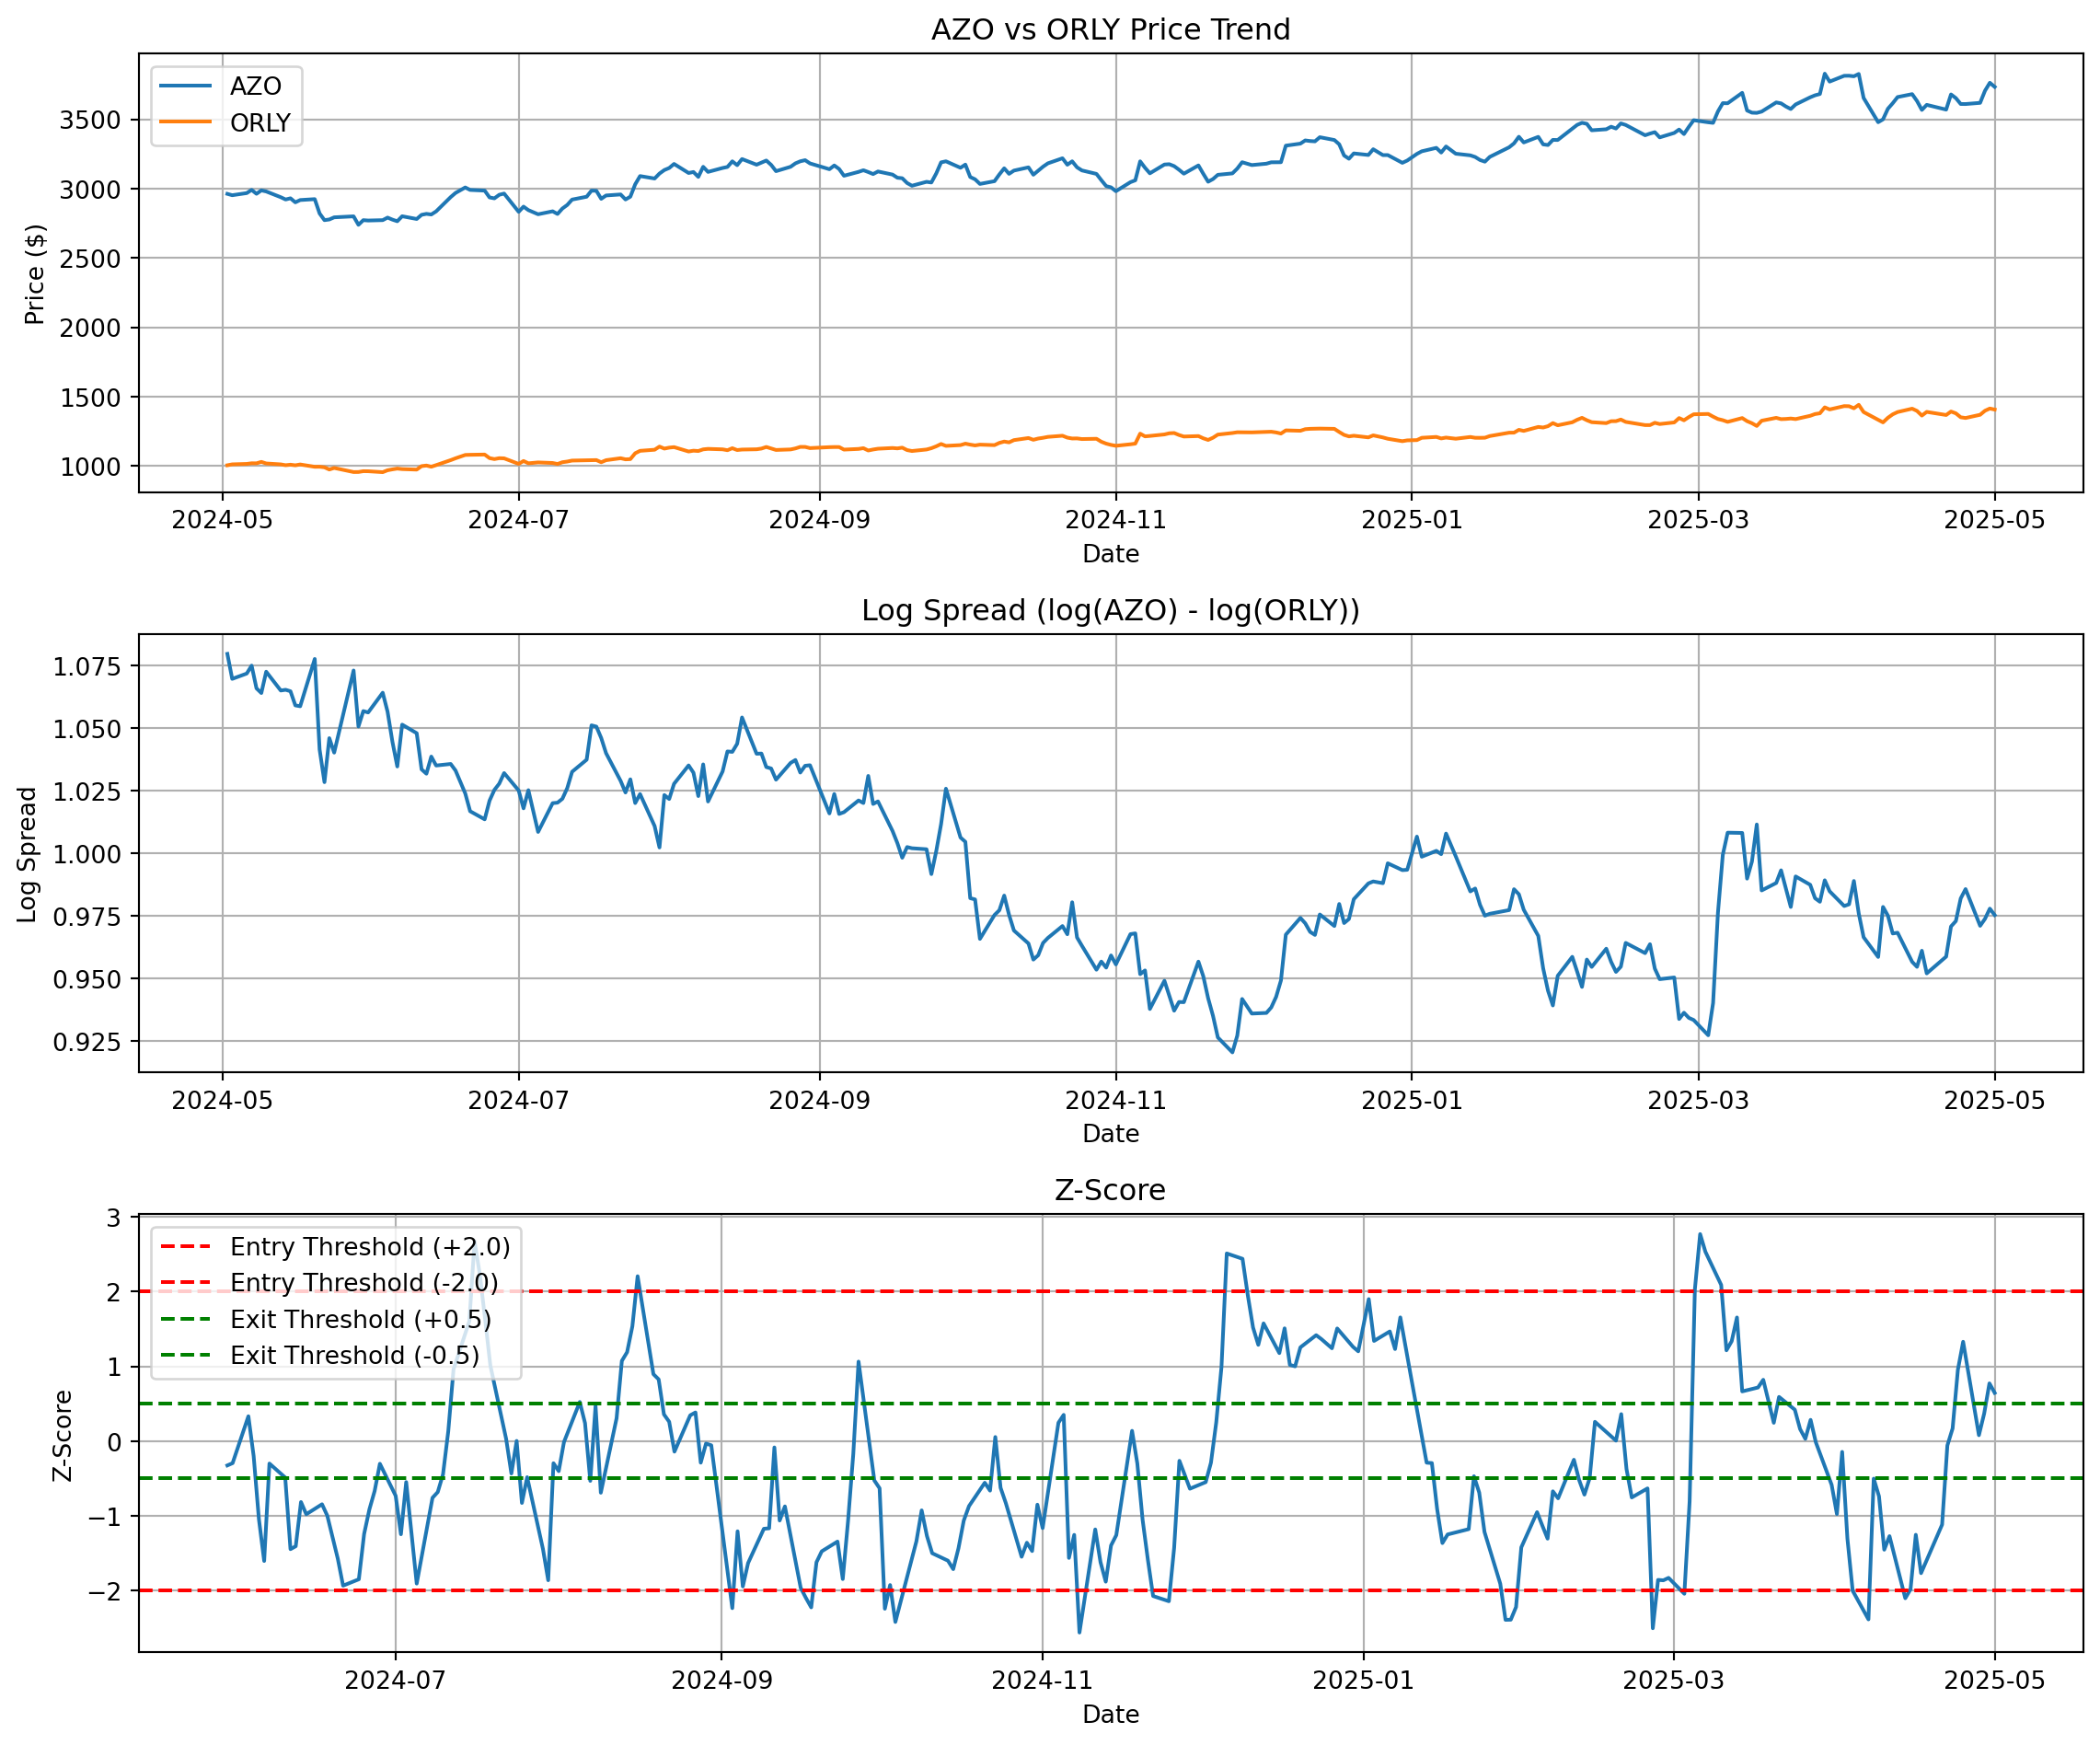 AZO vs ORLY Price Trend
AZO
ORLY
3500
3000
2500
2000
1500
1000
Price ($)
2024-05 2024-07 2024-09 2024-11 2025-01 2025-03 2025-05
Date
Log Spread (log(AZO) - log(ORLY))
1.075
1.050
1.025
1.000
0.975
0.950
0.925
Log Spread
2024-05 2024-07 2024-09 2024-11 2025-01 2025-03 2025-05
Date
Z-Score
Entry Threshold (+2.0)
Entry Threshold (-2.0)
Exit Threshold (+0.5)
Exit Threshold (-0.5)
3
2
1
0
−1
−2
Z-Score
2024-07 2024-09 2024-11 2025-01 2025-03 2025-05
Date